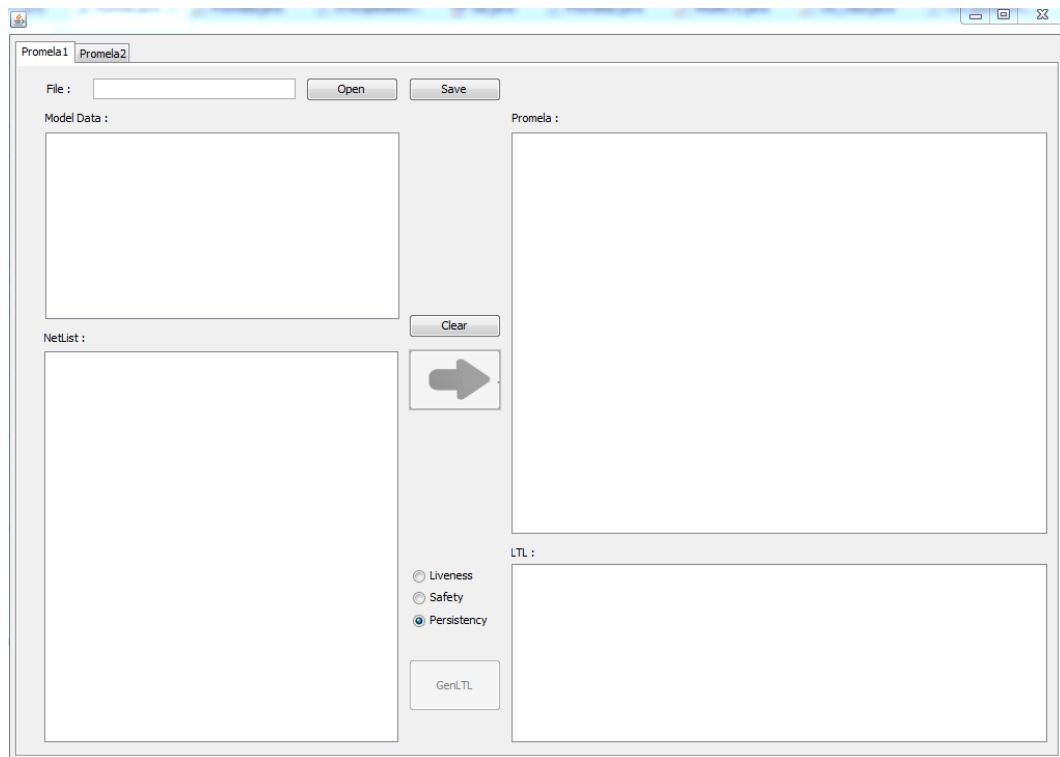 Promela1 Promela2
File : Open Save
Model Data : Promela :
Clear
NetList :
LTL :
Liveness
Safety
Persistency
GenLTL